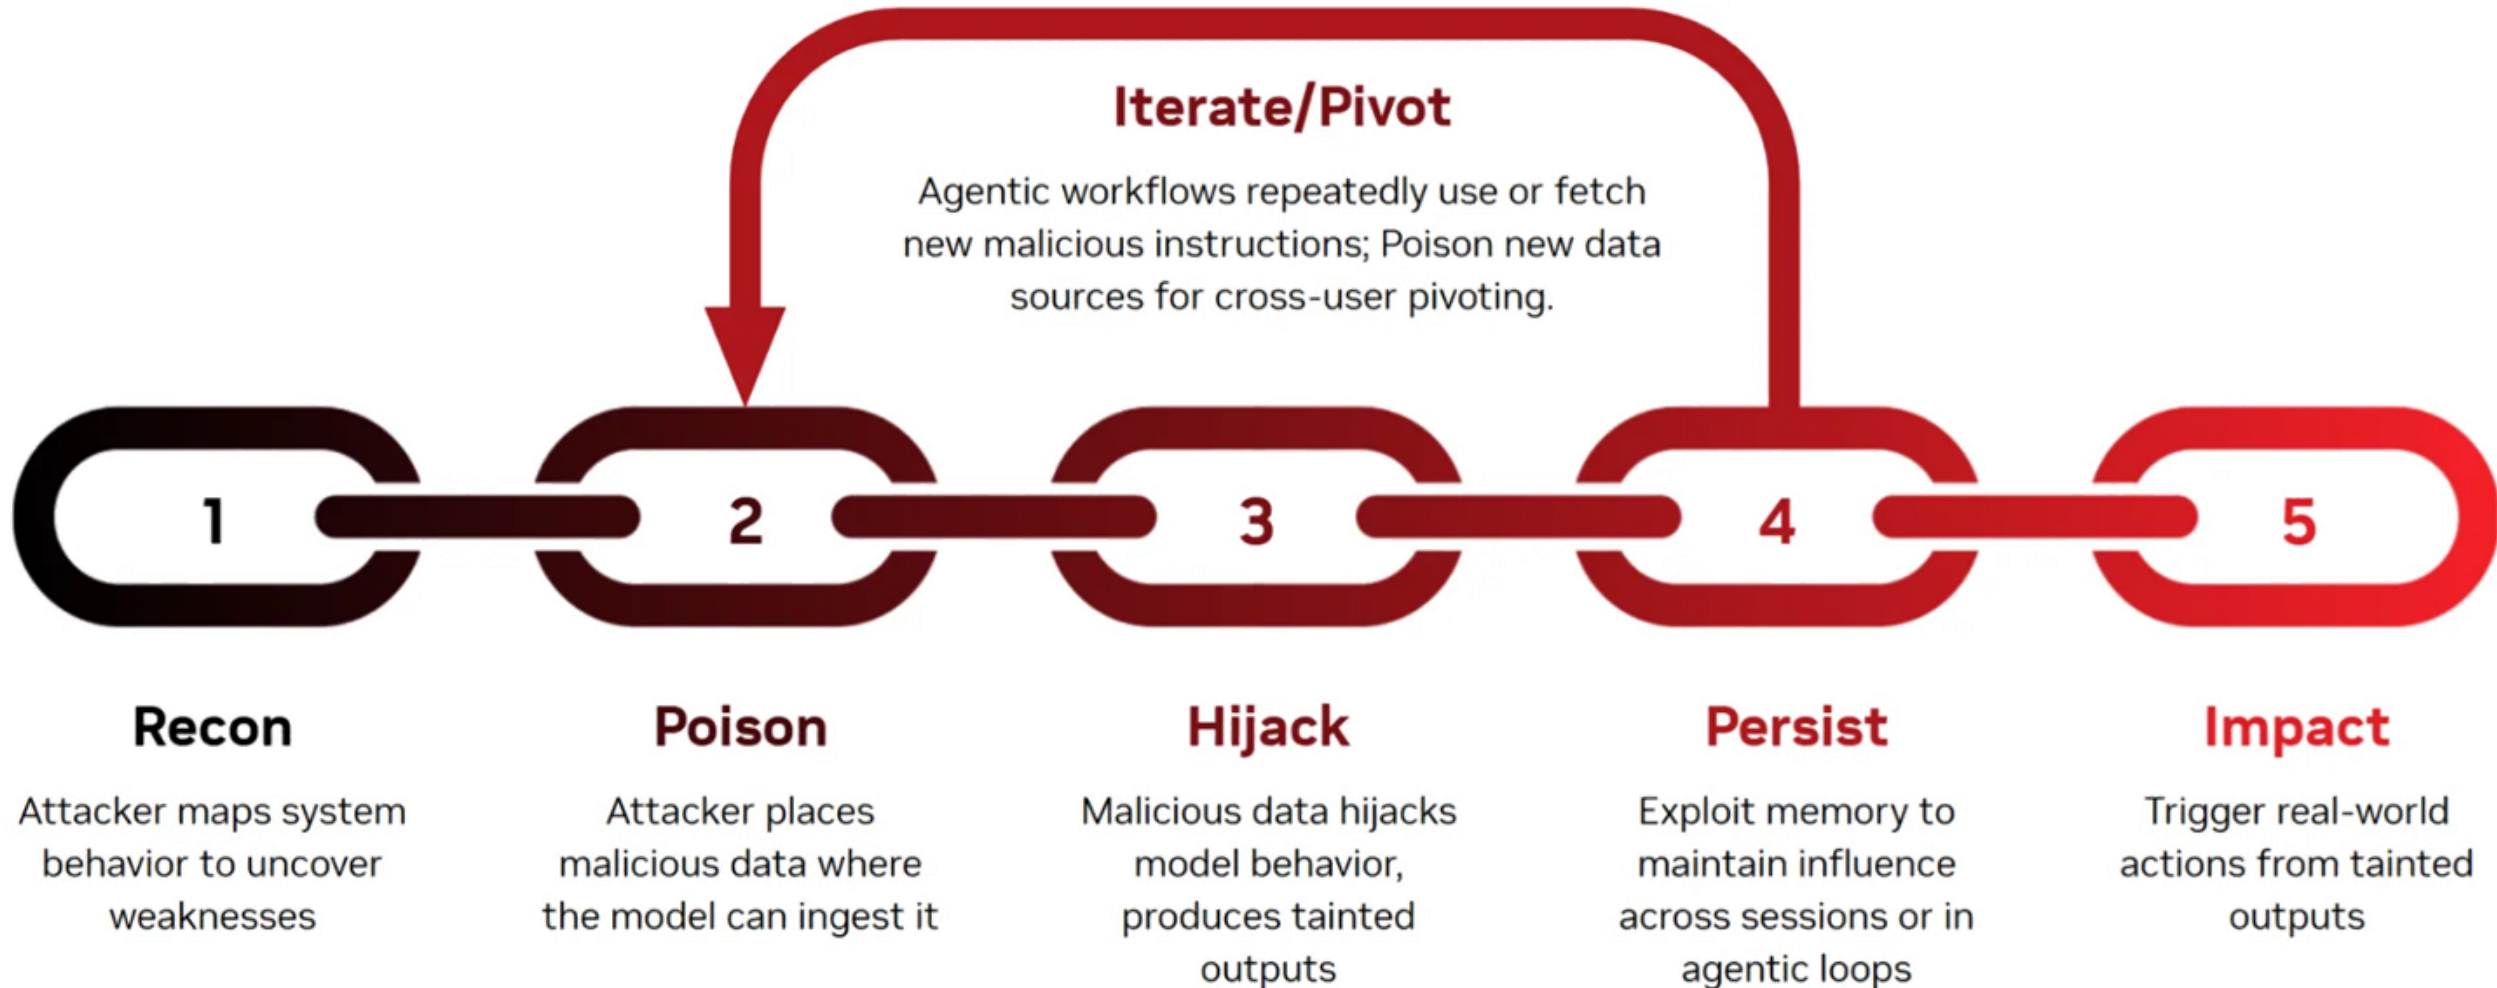 Iterate/Pivot
Agentic workflows repeatedly use or fetch
new malicious instructions; Poison new data
sources for cross-user pivoting.
1
2
3
4
5
Recon
Attacker maps system
behavior to uncover
weaknesses
Poison
Attacker places
malicious data where
the model can ingest it
Hijack
Malicious data hijacks
model behavior,
produces tainted
outputs
Persist
Exploit memory to
maintain influence
across sessions or in
agentic loops
Impact
Trigger real-world
actions from tainted
outputs